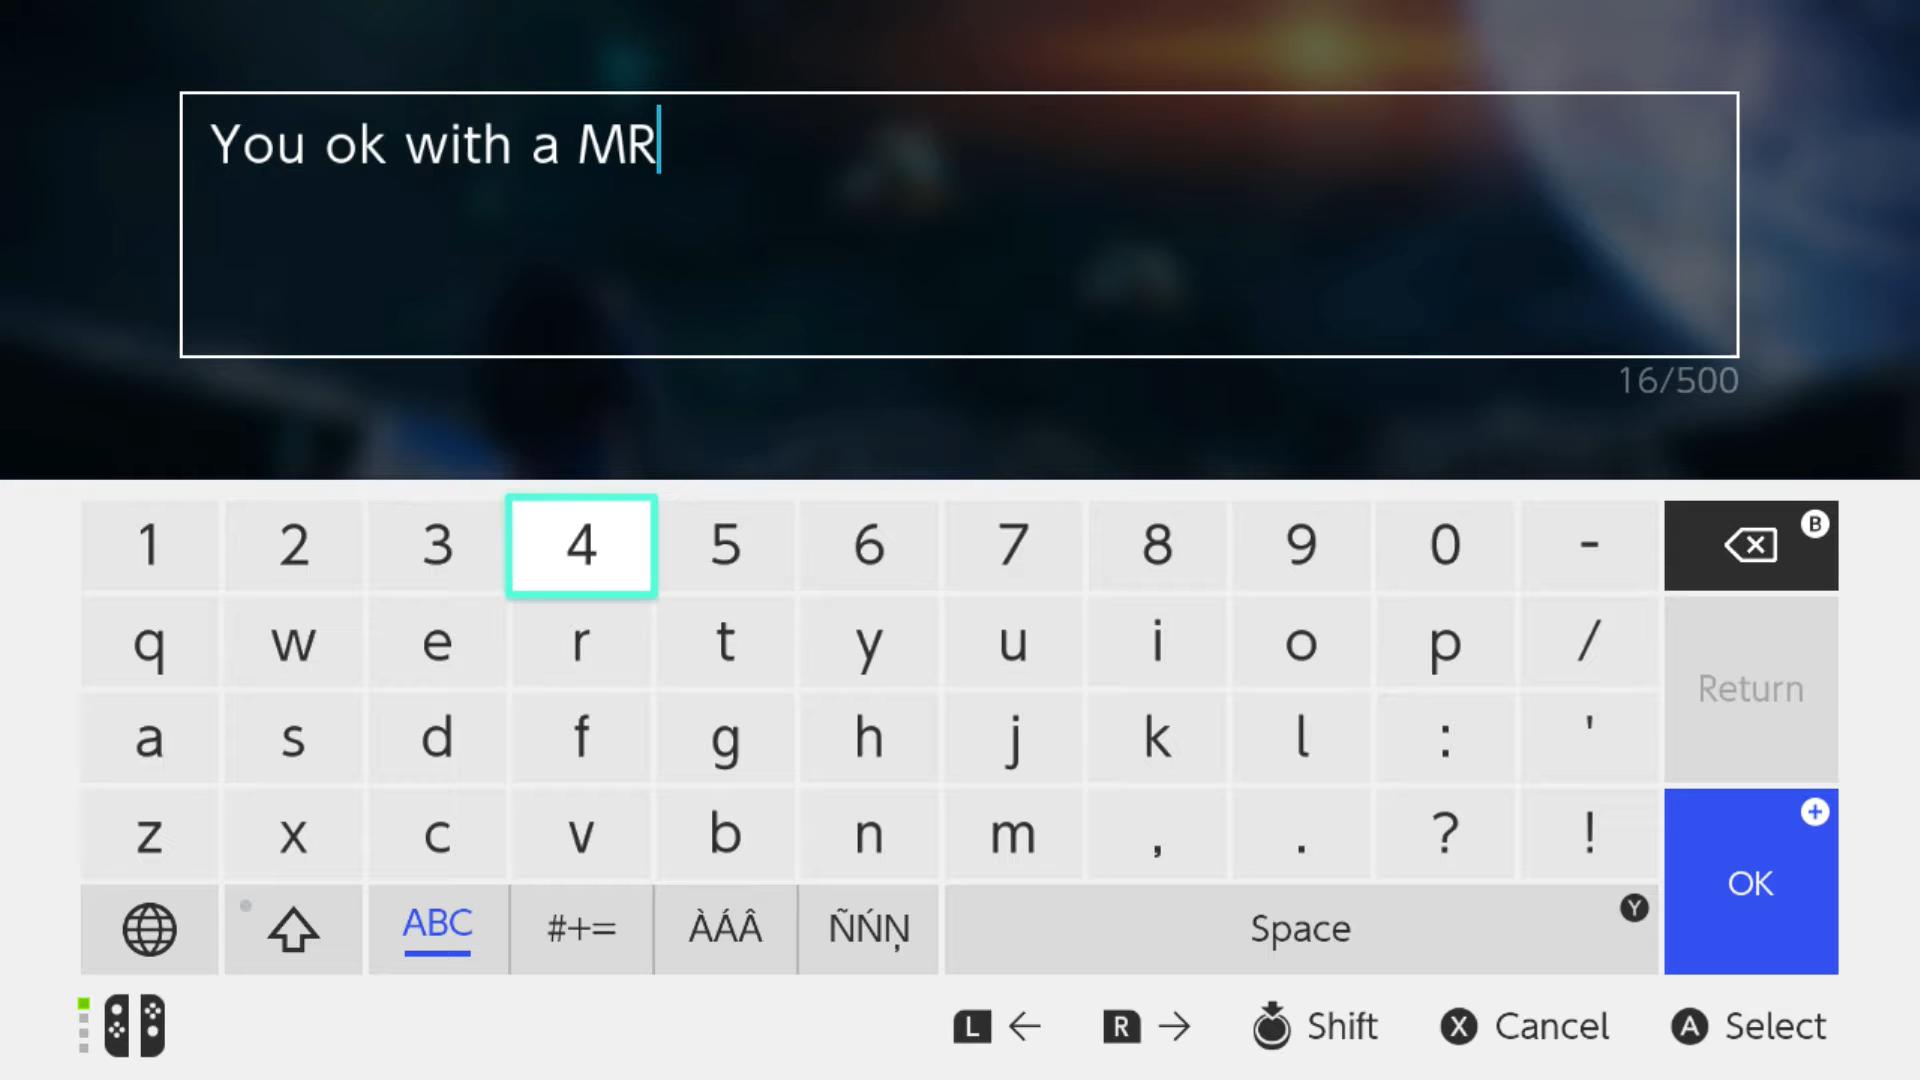 You ok with a MR
16/500
1 2 3 4 5 6 7 8 9 0 - B
q w e r t y u i o p / Return
a s d f g h j k l : '
z x c v b n m , . ? ! + OK
ABC #+= ÀÁÂ ÑŃŅ Space Y
L ← R → Shift X Cancel A Select